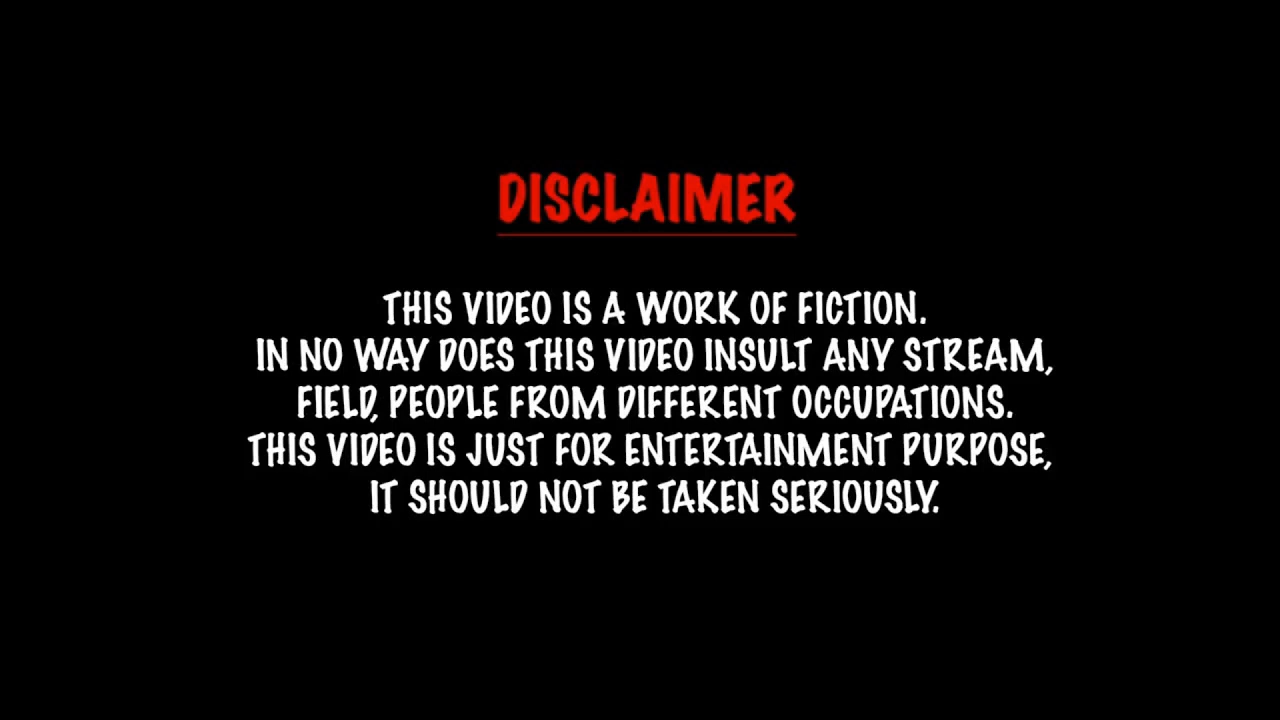 DISCLAIMER
THIS VIDEO IS A WORK OF FICTION.
IN NO WAY DOES THIS VIDEO INSULT ANY STREAM,
FIELD, PEOPLE FROM DIFFERENT OCCUPATIONS.
THIS VIDEO IS JUST FOR ENTERTAINMENT PURPOSE,
IT SHOULD NOT BE TAKEN SERIOUSLY.